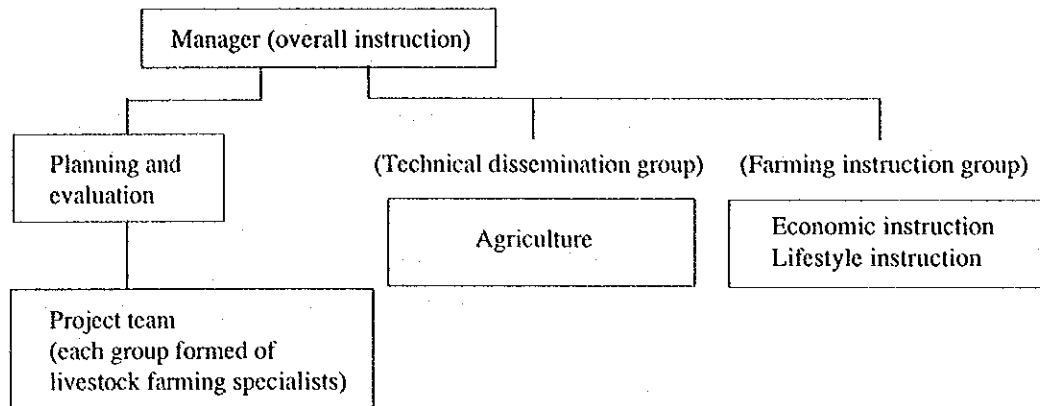 Manager (overall instruction)
Planning and
evaluation
(Technical dissemination group)
(Farming instruction group)
Agriculture
Economic instruction
Lifestyle instruction
Project team
(each group formed of
livestock farming specialists)